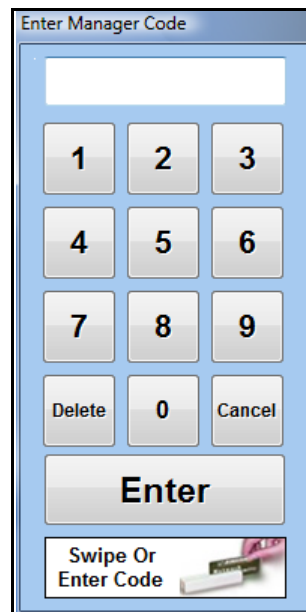 Enter Manager Code
1 2 3
4 5 6
7 8 9
Delete 0 Cancel
Enter
Swipe Or
Enter Code